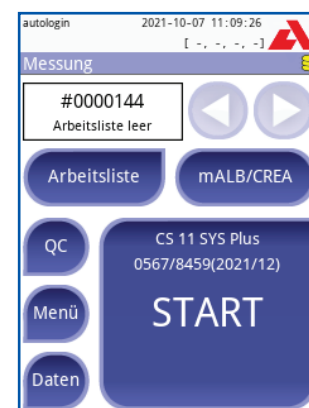 autologin 2021-10-07 11:09:26
[ -, -, -, -]
Messung
#0000144
Arbeitsliste leer
Arbeitsliste mALB/CREA
QC
CS 11 SYS Plus
0567/8459(2021/12)
Menü
START
Daten